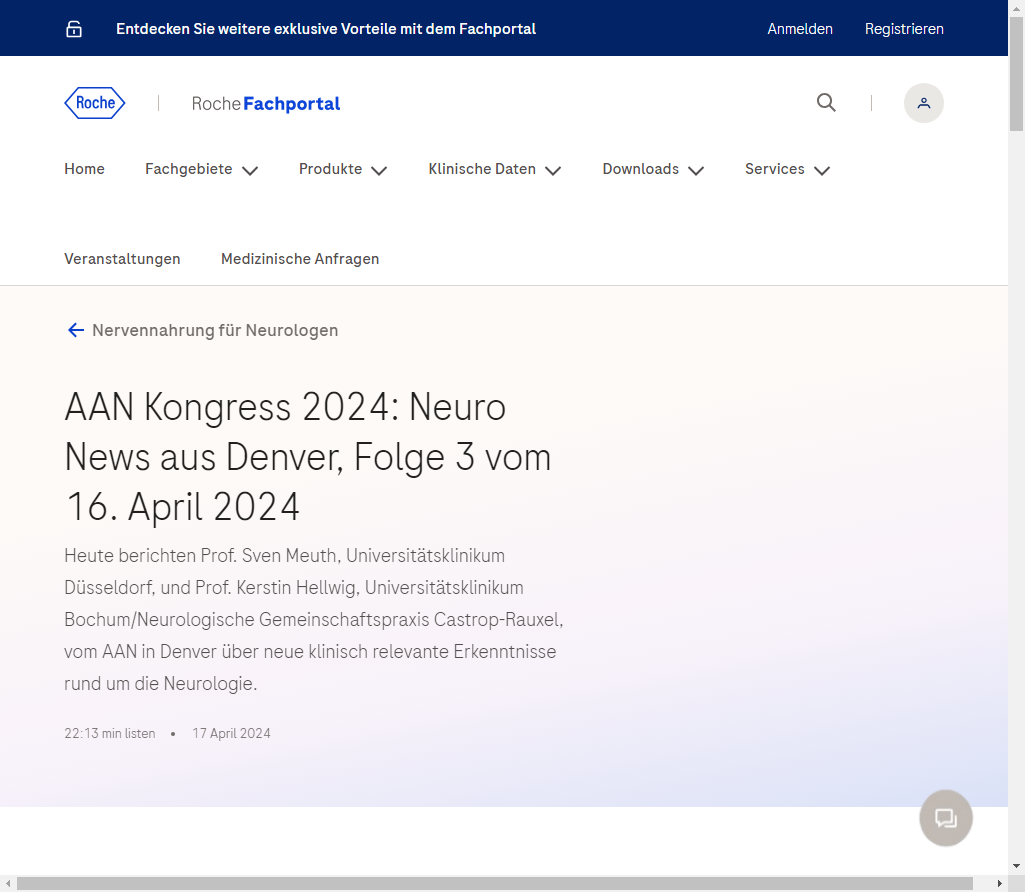 Entdecken Sie weitere exklusive Vorteile mit dem Fachportal
Anmelden
Registrieren
Roche
Roche Fachportal
Home
Fachgebiete
Produkte
Klinische Daten
Downloads
Services
Veranstaltungen
Medizinische Anfragen
Nervennahrung für Neurologen
AAN Kongress 2024: Neuro
News aus Denver, Folge 3 vom
16. April 2024
Heute berichten Prof. Sven Meuth, Universitätsklinikum
Düsseldorf, und Prof. Kerstin Hellwig, Universitätsklinikum
Bochum/Neurologische Gemeinschaftspraxis Castrop-Rauxel,
vom AAN in Denver über neue klinisch relevante Erkenntnisse
rund um die Neurologie.
22:13 min listen • 17 April 2024